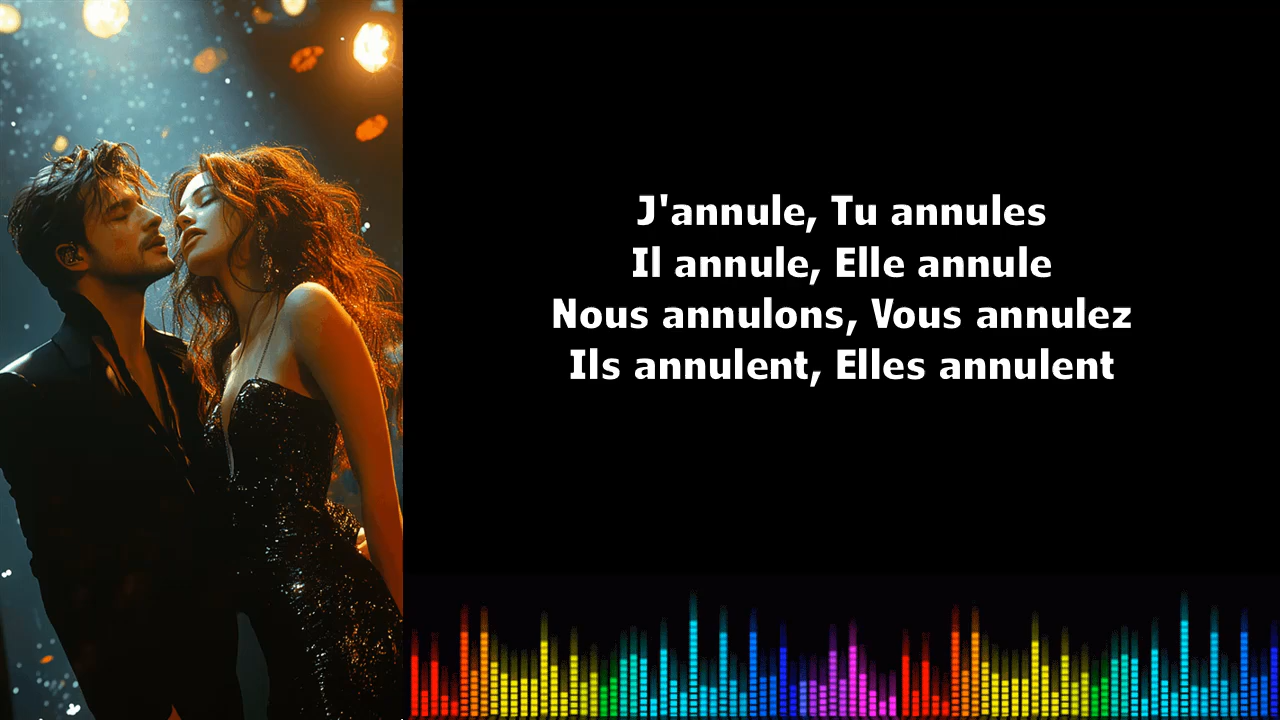 J'annule, Tu annules
Il annule, Elle annule
Nous annulons, Vous annulez
Ils annulent, Elles annulent